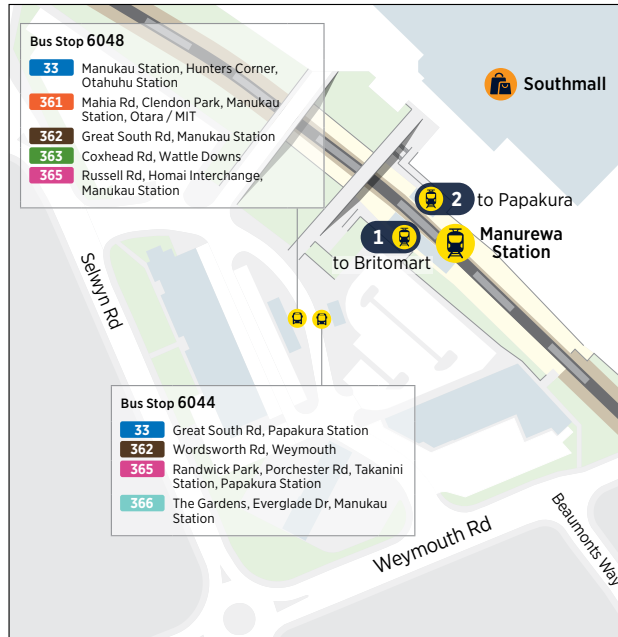 Bus Stop 6048
33 Manukau Station, Hunters Corner,
Otahuhu Station
361 Mahia Rd, Clendon Park, Manukau
Station, Otara / MIT
362 Great South Rd, Manukau Station
363 Coxhead Rd, Wattle Downs
365 Russell Rd, Homai Interchange,
Manukau Station
Southmall
2 to Papakura
1
to Britomart
Manurewa
Station
Selwyn Rd
Bus Stop 6044
33 Great South Rd, Papakura Station
362 Wordsworth Rd, Weymouth
365 Randwick Park, Porchester Rd, Takanini
Station, Papakura Station
366 The Gardens, Everglade Dr, Manukau
Station
Weymouth Rd
Beaumonts Way